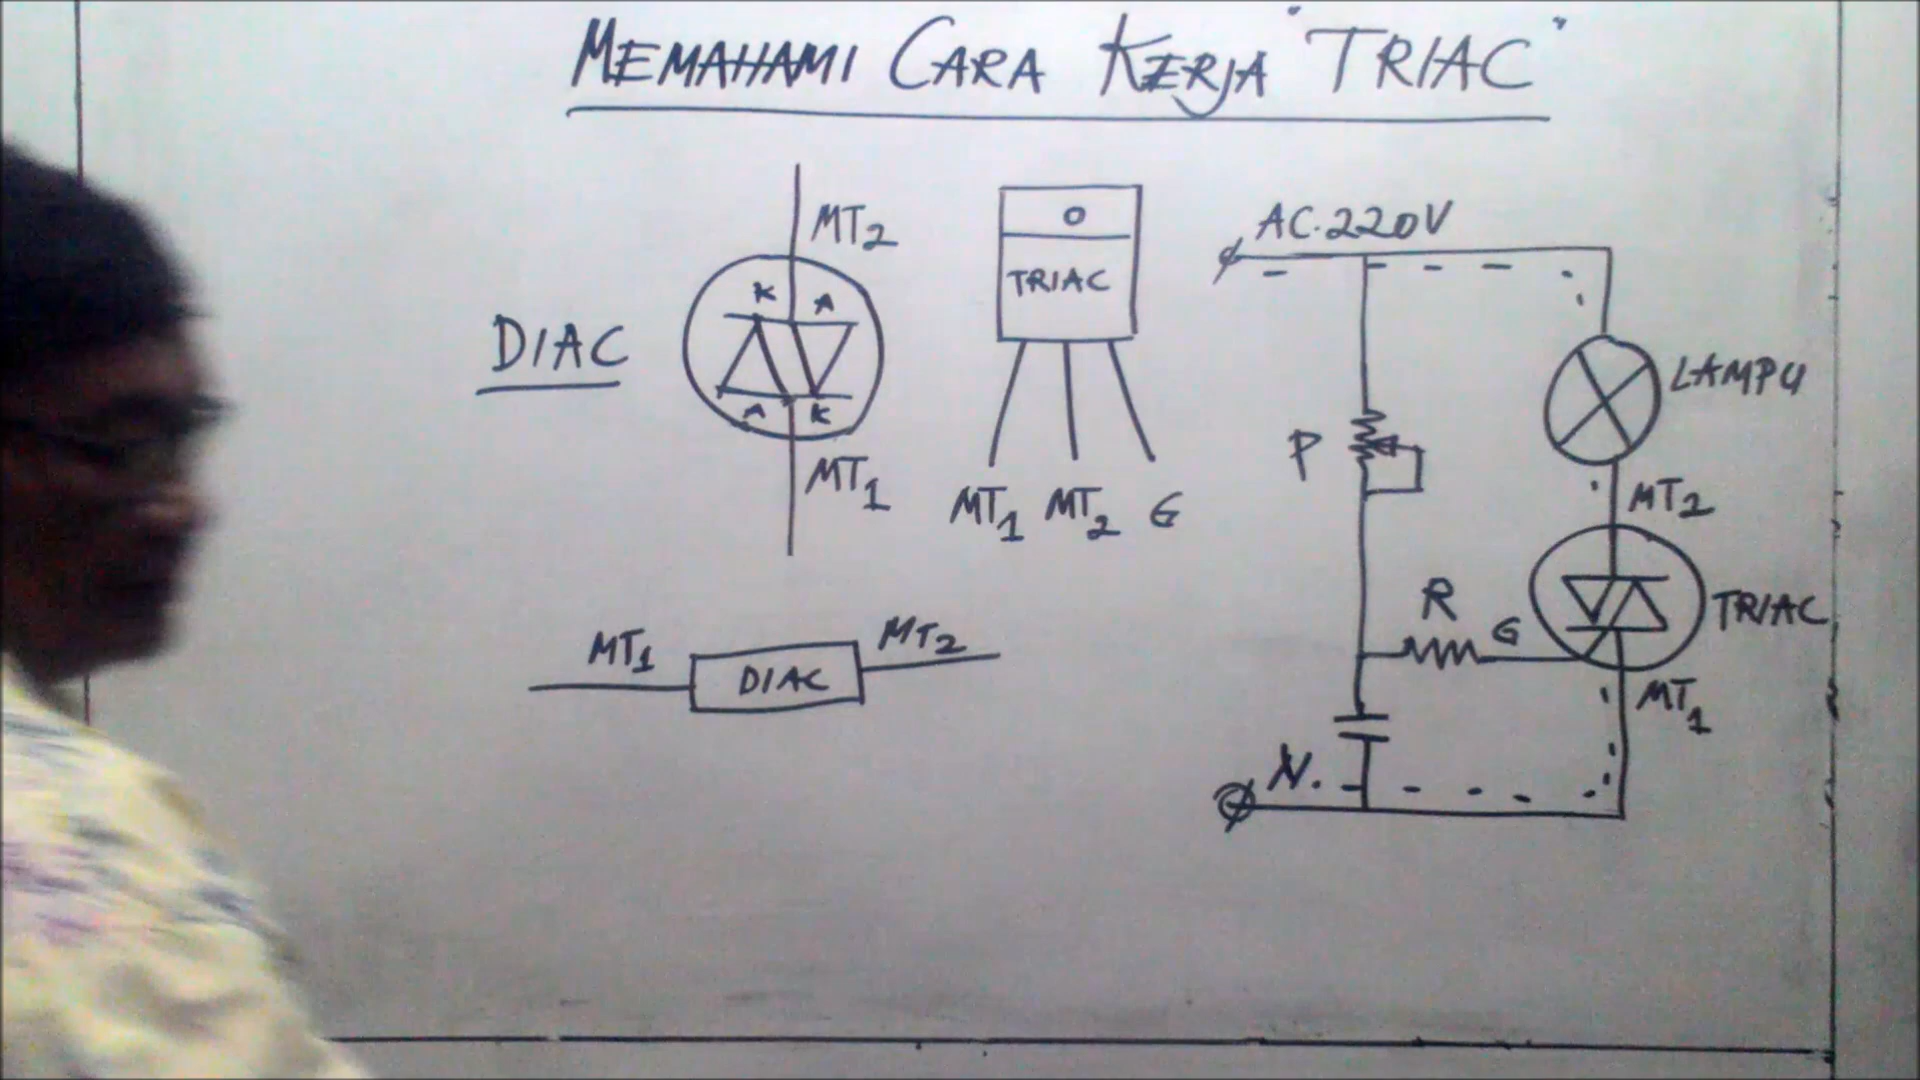 MEMAHAMI CARA KERJA "TRIAC"
DIAC
MT2
K A
A K
MT1
TRIAC
MT1 MT2 G
MT1 DIAC MT2
AC.220V
LAMPU
P
MT2
R
G
TRIAC
MT1
N.